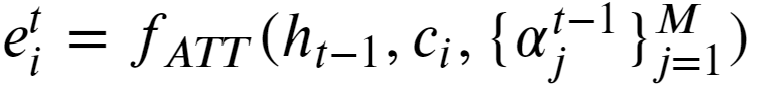 $e_i^t = f_{ATT}(h_{t-1}, c_i, \{\alpha_j^{t-1}\}_{j=1}^{M})$